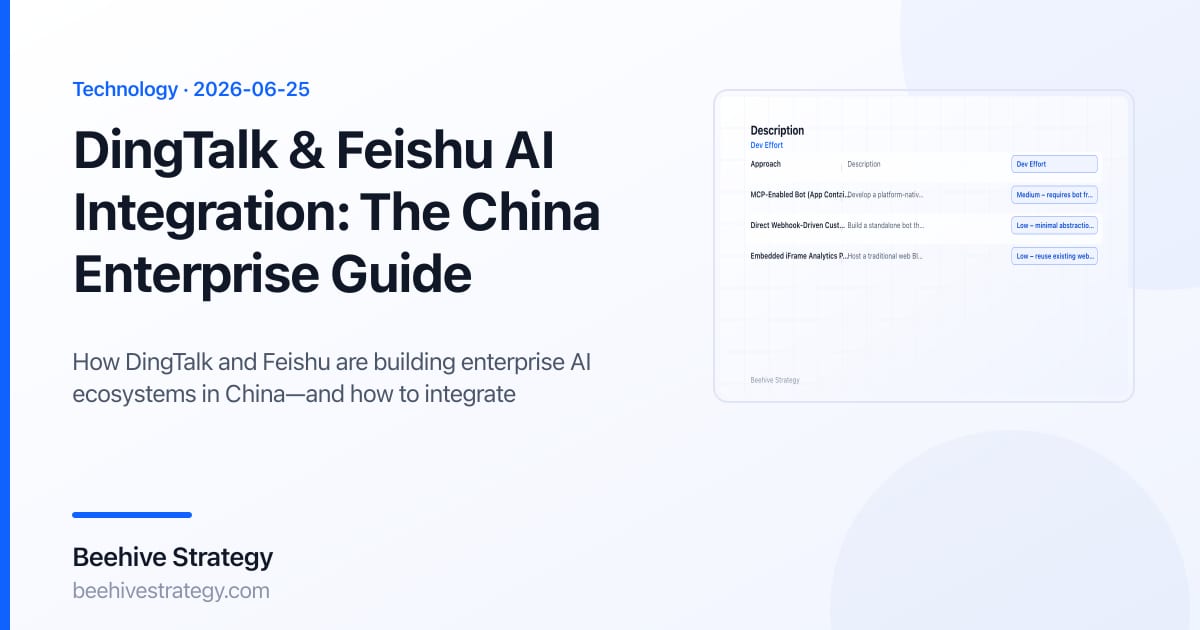 Technology · 2026-06-25
DingTalk & Feishu AI
Integration: The China
Enterprise Guide
How DingTalk and Feishu are building enterprise AI
ecosystems in China—and how to integrate
Beehive Strategy
beehivestrategy.com
Description
Dev Effort
Approach Description Dev Effort
MCP-Enabled Bot (App Contai... Develop a platform-nativ... Medium – requires bot fr...
Direct Webhook-Driven Cust... Build a standalone bot th... Low – minimal abstractio...
Embedded iFrame Analytics P... Host a traditional web BI... Low – reuse existing web...
Beehive Strategy